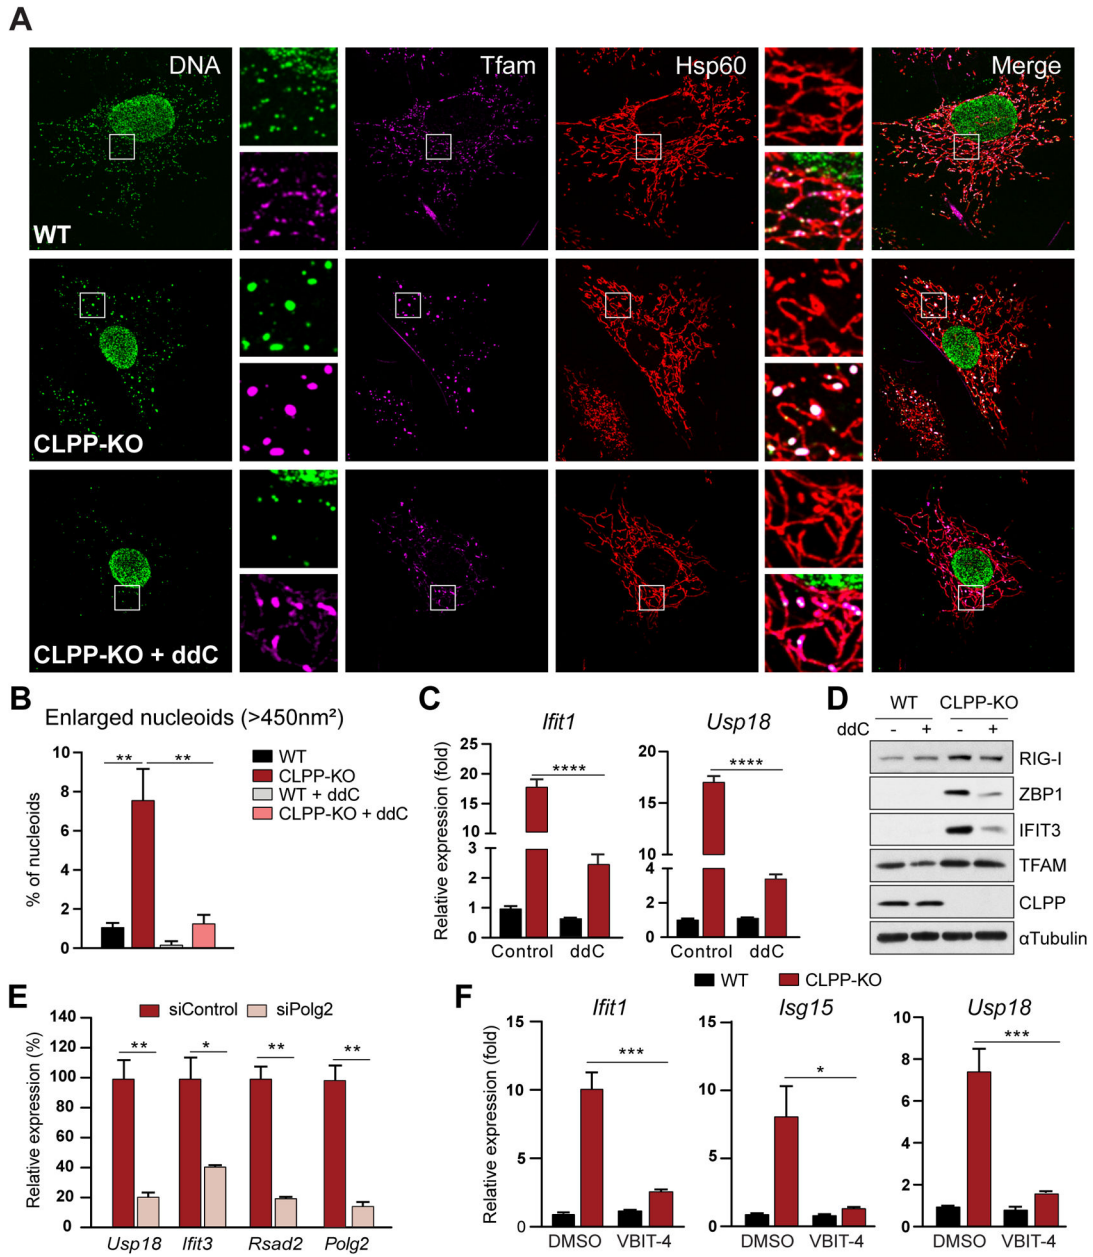 A
DNA
Tfam
Hsp60
Merge
WT
CLPP-KO
CLPP-KO + ddC
B
Enlarged nucleoids (>450nm²)
% of nucleoids
10
8
6
4
2
0
**
**
WT
CLPP-KO
WT + ddC
CLPP-KO + ddC
C
Relative expression (fold)
Ifit1
25
20
15
10
3
2
1
0
****
Control
ddC
Usp18
20
15
10
4
2
0
****
Control
ddC
D
WT
CLPP-KO
ddC
- + - +
RIG-I
ZBP1
IFIT3
TFAM
CLPP
αTubulin
E
siControl
siPolg2
Relative expression (%)
140
120
100
80
60
40
20
0
**
*
**
**
Usp18
Ifit3
Rsad2
Polg2
F
WT
CLPP-KO
Relative expression (fold)
Ifit1
15
10
5
0
***
DMSO
VBIT-4
Isg15
15
10
5
0
*
DMSO
VBIT-4
Usp18
10
8
6
4
2
0
***
DMSO
VBIT-4